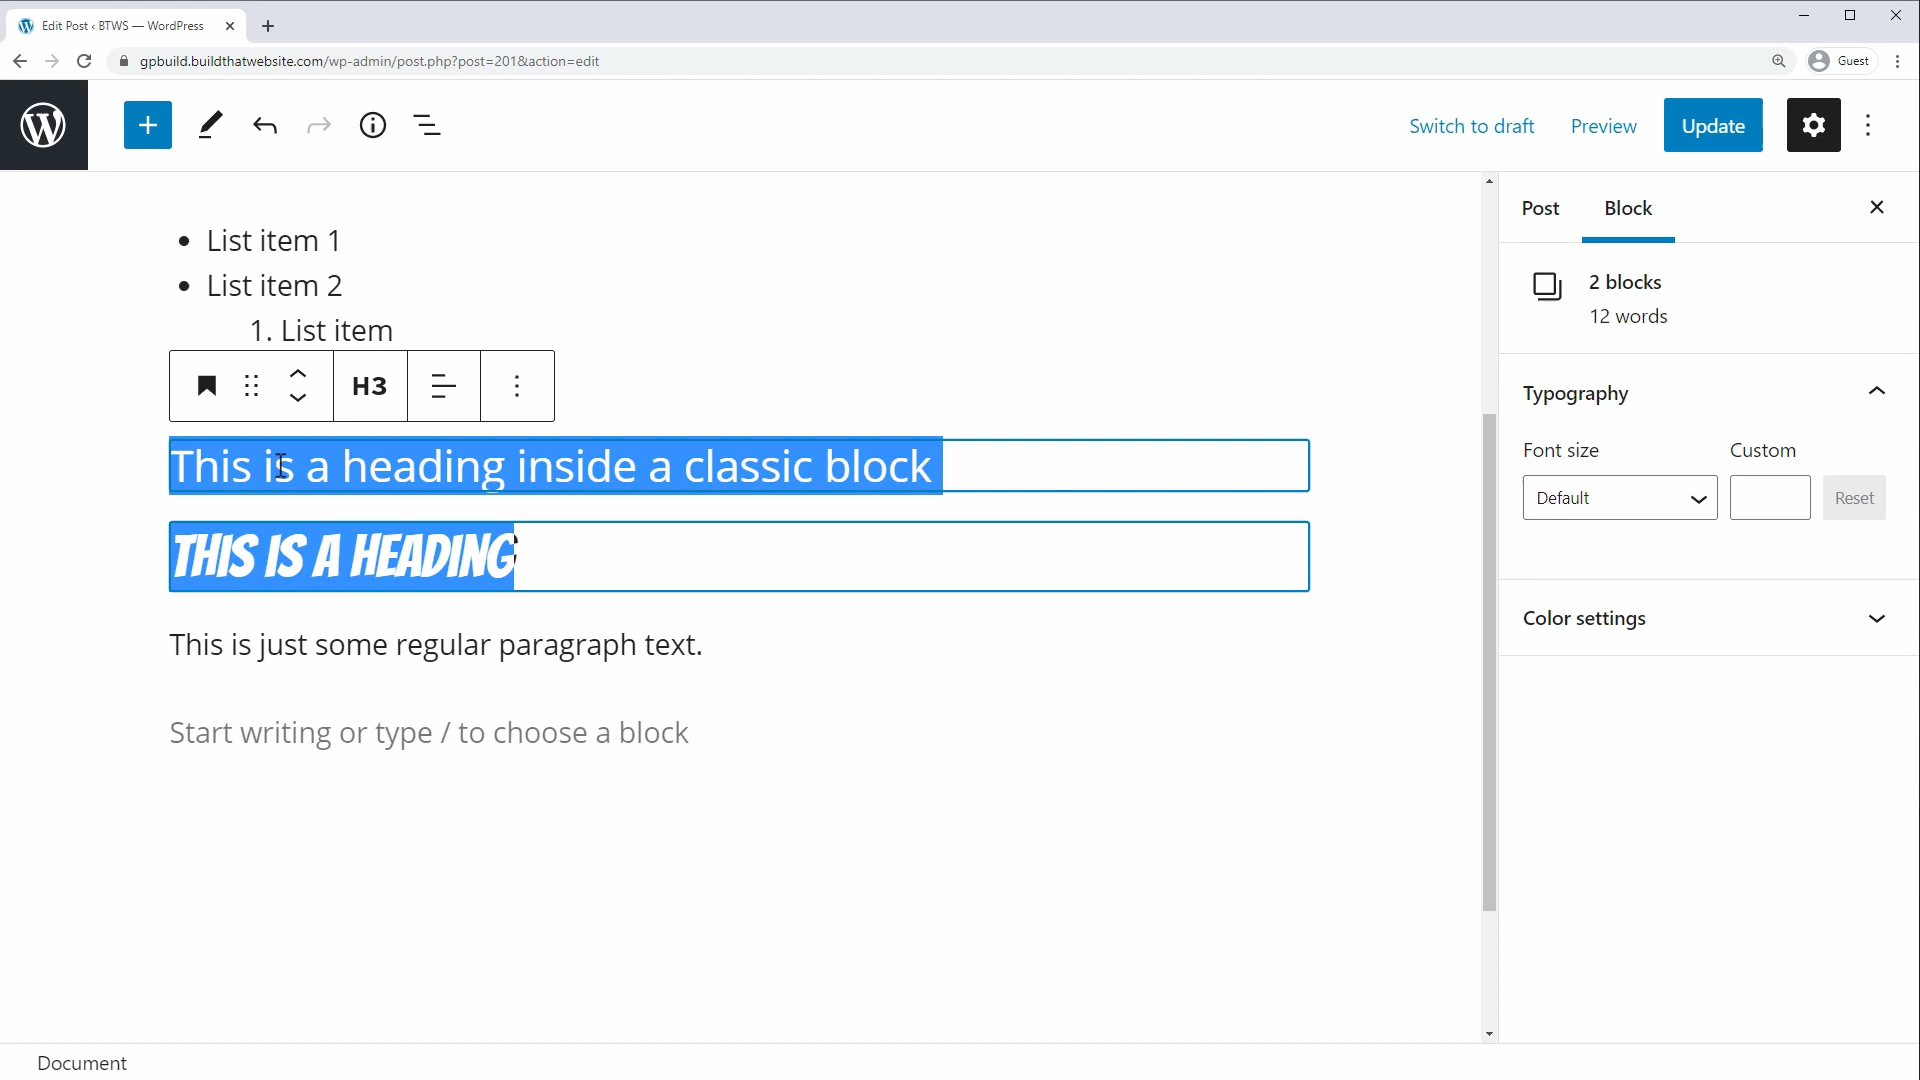 Edit Post ‹ BTWS — WordPress
gpbuild.buildthatwebsite.com/wp-admin/post.php?post=201&action=edit
Guest
Switch to draft
Preview
Update
• List item 1
• List item 2
1. List item
H3
This is a heading inside a classic block
THIS IS A HEADING
This is just some regular paragraph text.
Start writing or type / to choose a block
Post
Block
2 blocks
12 words
Typography
Font size
Custom
Default
Reset
Color settings
Document